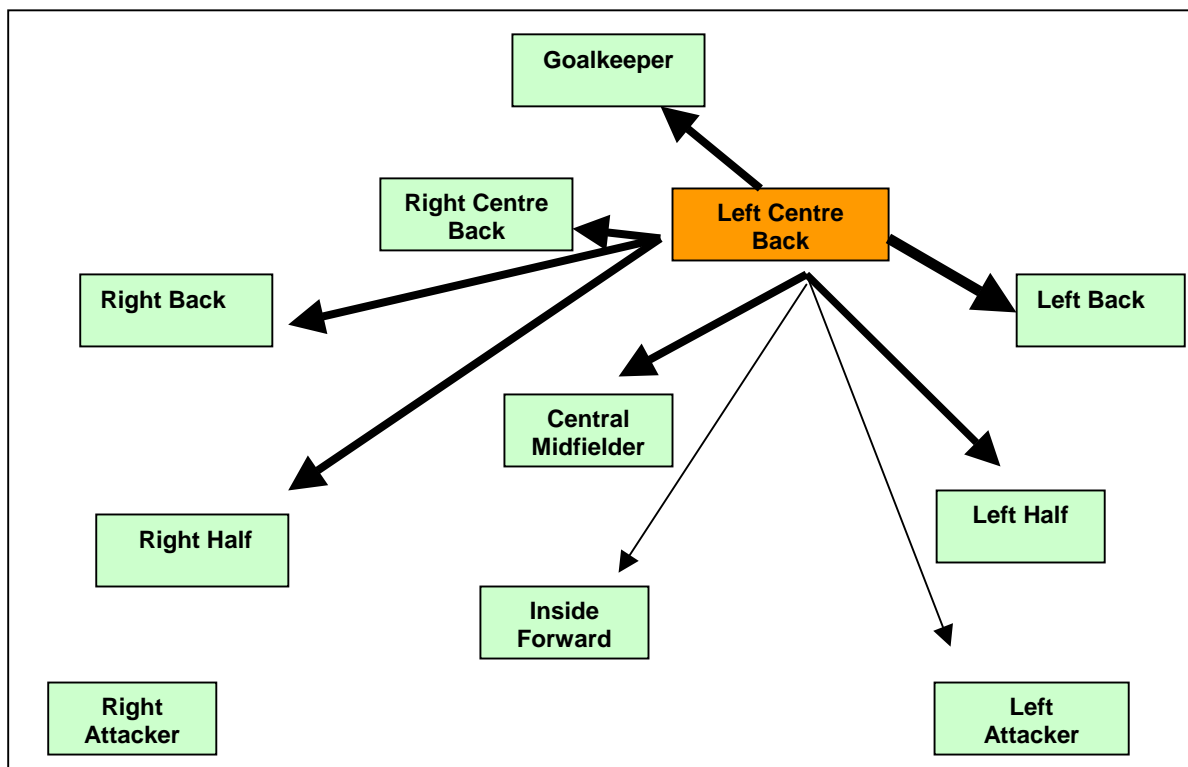 Goalkeeper
Right Centre
Back
Left Centre
Back
Right Back
Left Back
Central
Midfielder
Left Half
Right Half
Inside
Forward
Right
Attacker
Left
Attacker